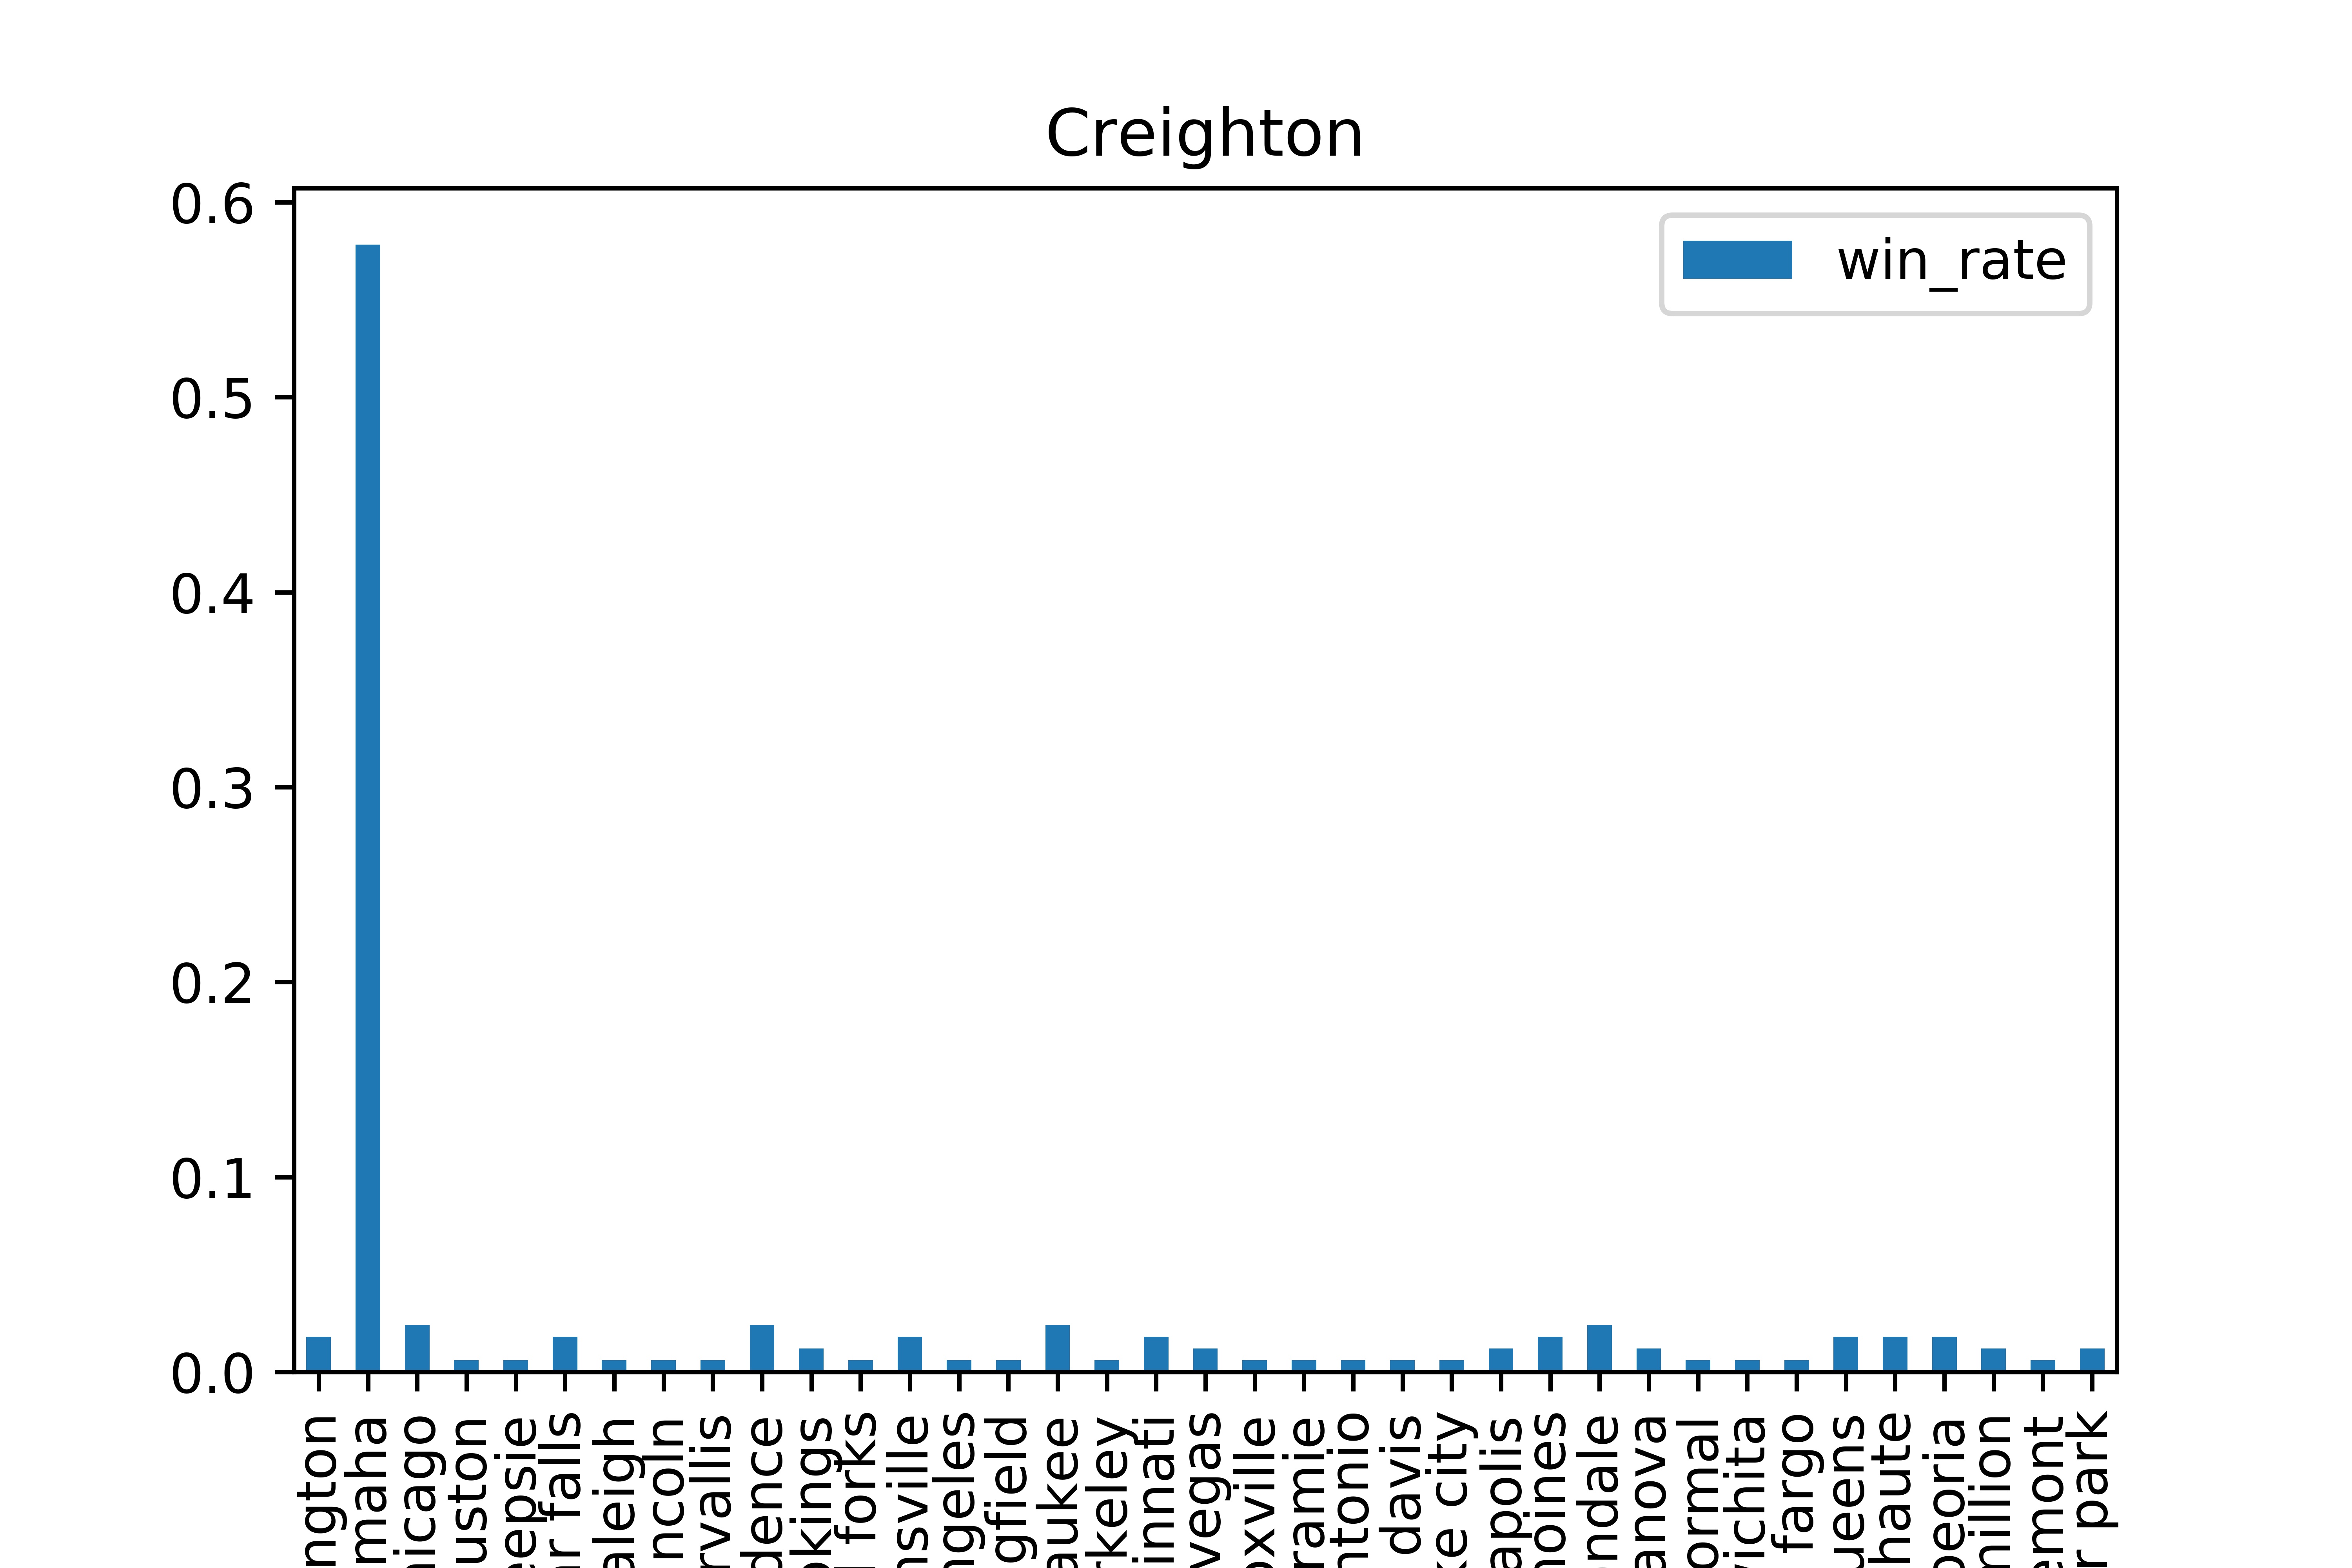 Creighton
win_rate
0.6
0.5
0.4
0.3
0.2
0.1
0.0
ngton
maha
nicago
uston
eepsie
ar falls
aleigh
ncoln
rvallis
dence
okings
forks
nsville
ngeles
gfield
aukee
rkeley
innati
vegas
oxville
ramie
ntonio
davis
ke city
apolis
moines
ndale
anova
ormal
vichita
fargo
ueens
haute
peoria
million
emont
r park